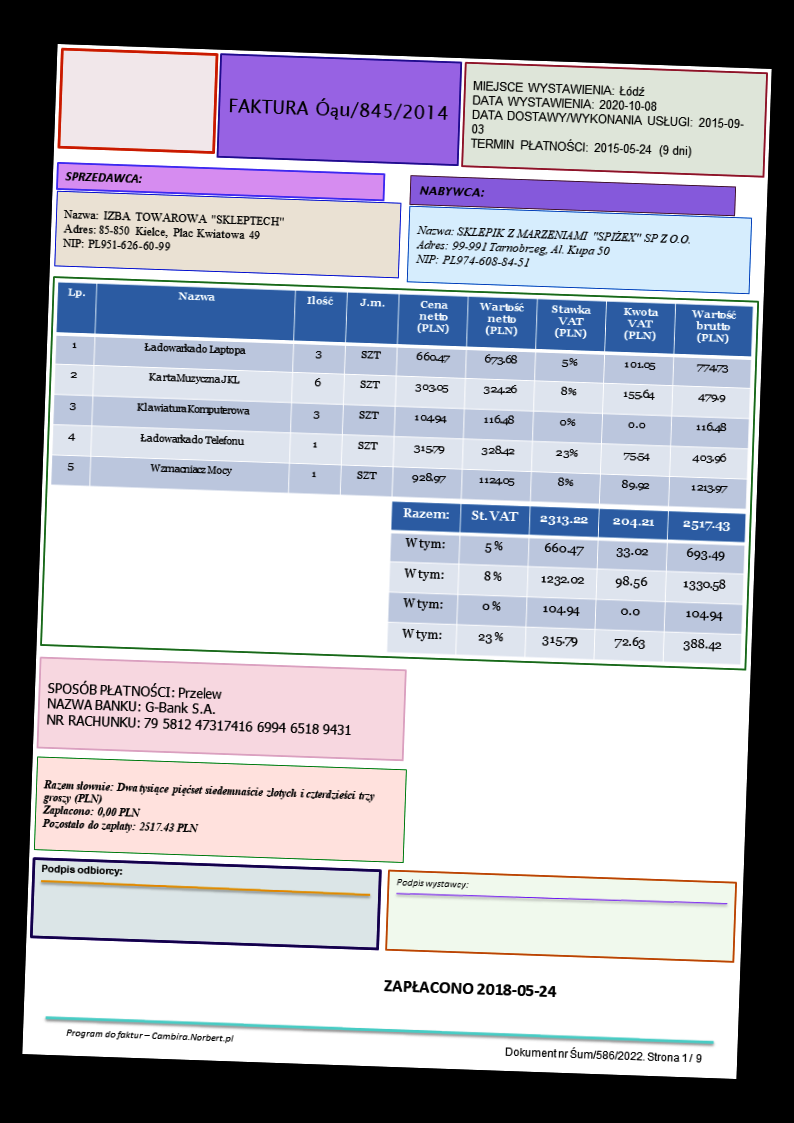 FAKTURA Óąu/845/2014
MIEJSCE WYSTAWIENIA: Łódź
DATA WYSTAWIENIA: 2020-10-08
DATA DOSTAWY/WYKONANIA USŁUGI: 2015-09-
03
TERMIN PŁATNOŚCI: 2015-05-24 (9 dni)
SPRZEDAWCA:
Nazwa: IZBA TOWAROWA "SKLEPTECH"
Adres: 85-850 Kielce, Plac Kwiatowa 49
NIP: PL951-626-60-99
NABYWCA:
Nazwa: SKLEPIK Z MARZENIAMI "SPIŻEX" SP Z O.O.
Adres: 99-991 Tarnobrzeg, Al. Kupa 50
NIP: PL974-608-84-51
Lp. Nazwa Ilość J.m. Cena netto (PLN) Wartość netto (PLN) Stawka VAT (PLN) Kwota VAT (PLN) Wartość brutto (PLN)
1 Ładowarka do Laptopa 3 SZT 660.47 673.68 5% 101.05 774.73
2 Karta Muzyczna JKL 6 SZT 303.05 324.26 8% 155.64 479.9
3 Klawiatura Komputerowa 3 SZT 104.94 116.48 0% 0.0 116.48
4 Ładowarka do Telefonu 1 SZT 315.79 328.42 23% 75.54 403.96
5 Wzmacniacz Mocy 1 SZT 928.97 1124.05 8% 89.92 1213.97
Razem: St. VAT 2313.22 204.21 2517.43
W tym: 5% 660.47 33.02 693.49
W tym: 8% 1232.02 98.56 1330.58
W tym: 0% 104.94 0.0 104.94
W tym: 23% 315.79 72.63 388.42
SPOSÓB PŁATNOŚCI: Przelew
NAZWA BANKU: G-Bank S.A.
NR RACHUNKU: 79 5812 47317416 6994 6518 9431
Razem słownie: Dwa tysiące pięćset siedemnaście złotych i czterdzieści trzy
groszy (PLN)
Zapłacono: 0,00 PLN
Pozostało do zapłaty: 2517.43 PLN
Podpis odbiorcy:
Podpis wystawcy:
ZAPŁACONO 2018-05-24
Program do faktur – Cambira.Norbert.pl
Dokument nr Śum/586/2022. Strona 1 / 9